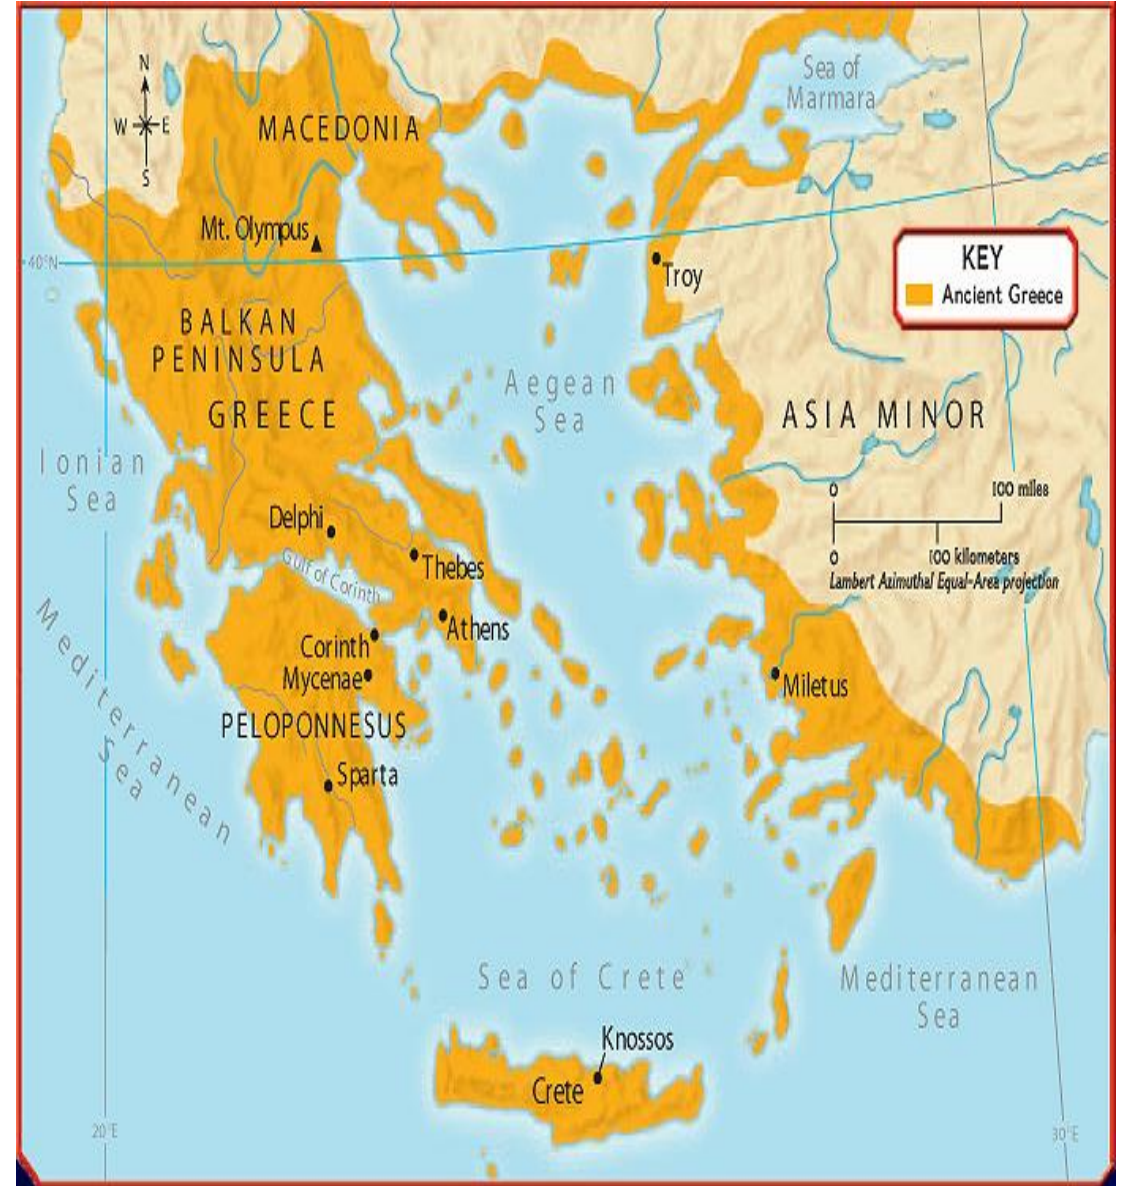 Sea of
Marmara
N
W E
S
MACEDONIA
Mt. Olympus
40°N
Troy
KEY
Ancient Greece
BALKAN
PENINSULA
GREECE
Aegean
Sea
ASIA MINOR
Ionian
Sea
0 100 miles
0 100 kilometers
Lambert Azimuthal Equal-Area projection
Delphi
Gulf of Corinth
Thebes
Athens
Corinth
Mycenae
Mediterranean
Sea
Miletus
PELOPONNESUS
Sparta
Sea of Crete
Mediterranean
Sea
Knossos
Crete
20°E
30°E